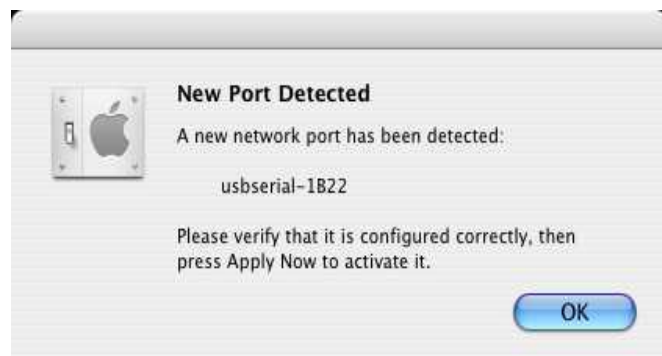 New Port Detected
A new network port has been detected:
usbserial-1B22
Please verify that it is configured correctly, then
press Apply Now to activate it.
OK